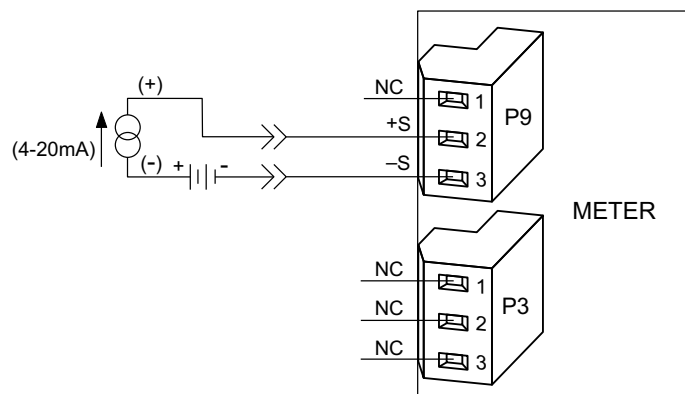 NC
1
(+)
+S
2
P9
(4-20mA)
(-)
+
-
–S
3
METER
NC
1
NC
2
P3
NC
3